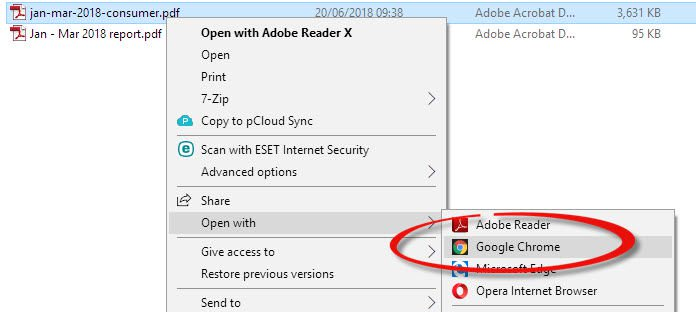 jan-mar-2018-consumer.pdf 20/06/2018 09:38 Adobe Acrobat D... 3,631 KB
Jan - Mar 2018 report.pdf Adobe Acrobat D... 95 KB
Open with Adobe Reader X
Open
Print
7-Zip
Copy to pCloud Sync
Scan with ESET Internet Security
Advanced options
Share
Open with
Give access to
Restore previous versions
Send to
Adobe Reader
Google Chrome
Microsoft Edge
Opera Internet Browser